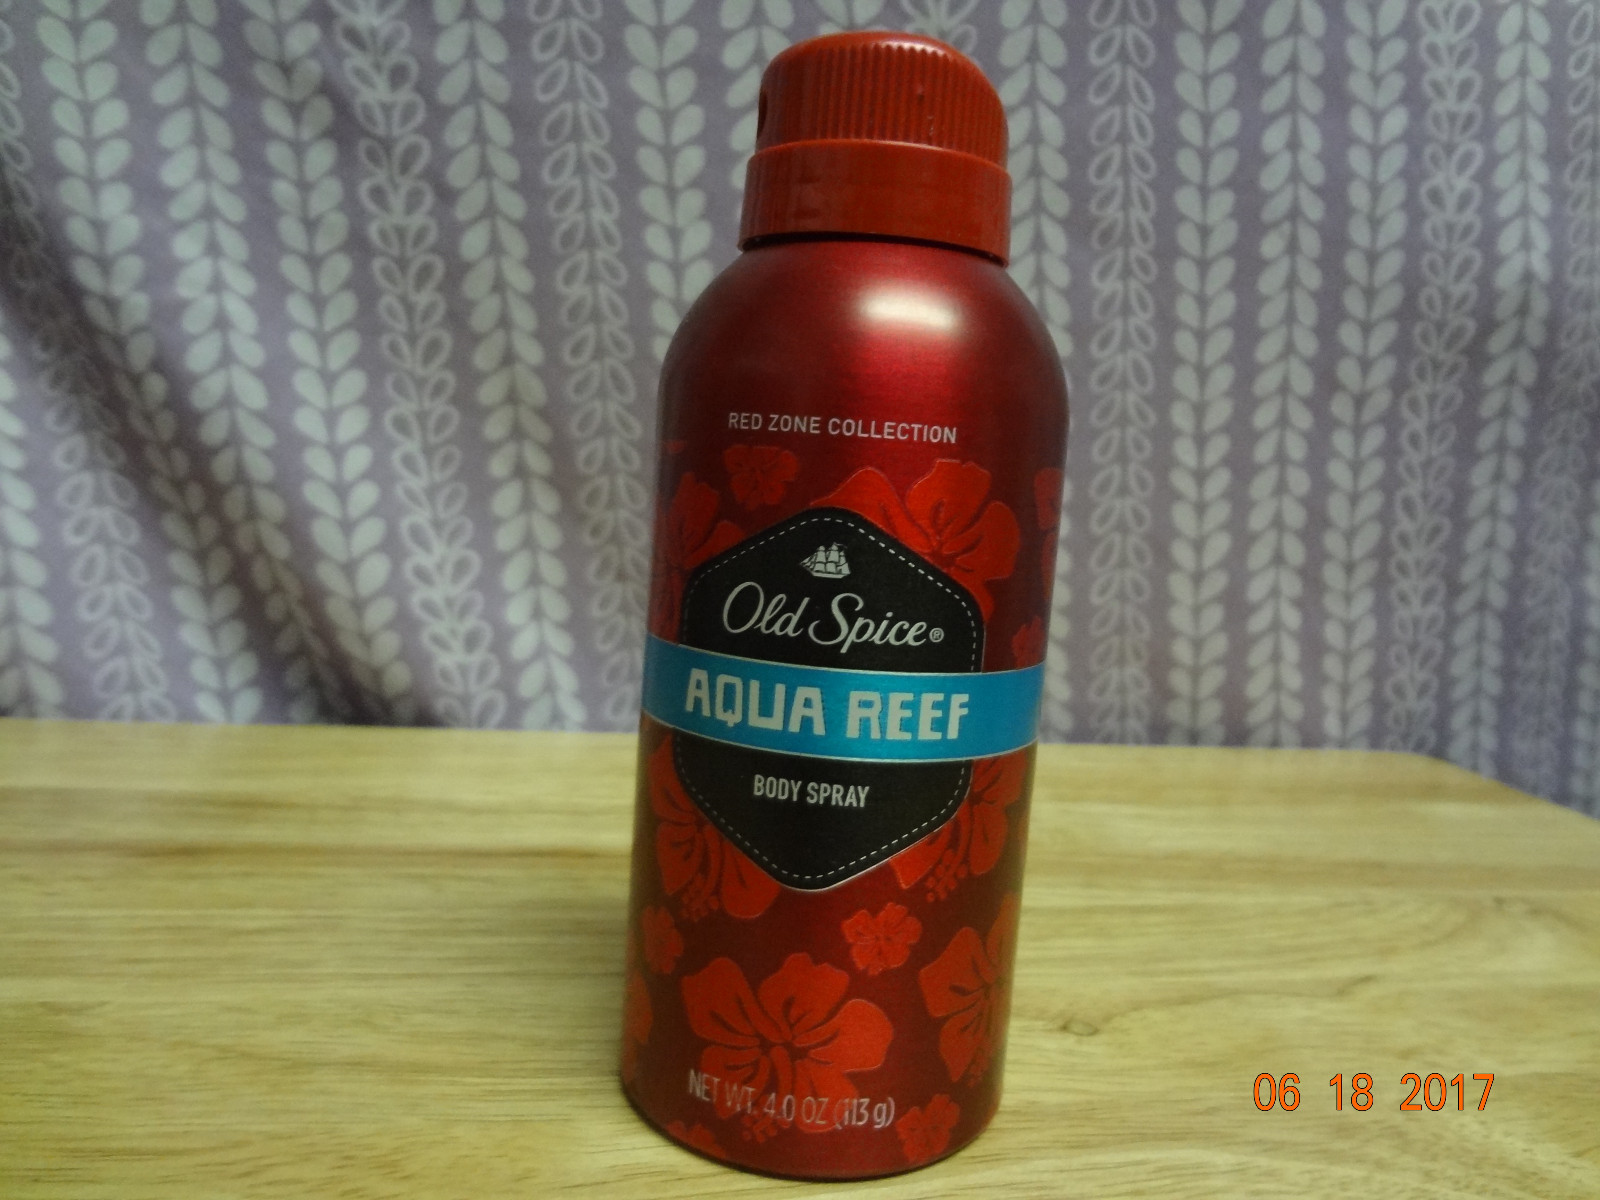 RED ZONE COLLECTION
Old Spice®
AQUA REEF
BODY SPRAY
NET WT. 4.0 OZ (113 g)
06 18 2017